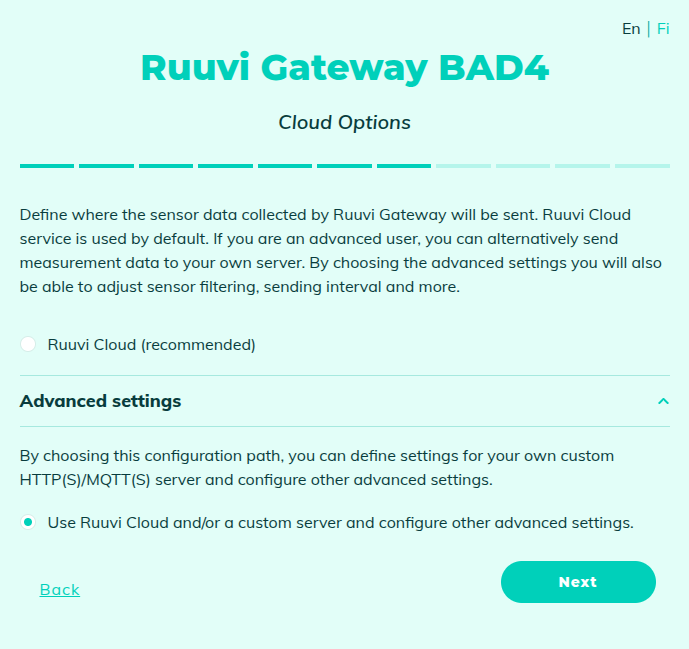 En | Fi
Ruuvi Gateway BAD4
Cloud Options
Define where the sensor data collected by Ruuvi Gateway will be sent. Ruuvi Cloud
service is used by default. If you are an advanced user, you can alternatively send
measurement data to your own server. By choosing the advanced settings you will also
be able to adjust sensor filtering, sending interval and more.
Ruuvi Cloud (recommended)
Advanced settings
By choosing this configuration path, you can define settings for your own custom
HTTP(S)/MQTT(S) server and configure other advanced settings.
Use Ruuvi Cloud and/or a custom server and configure other advanced settings.
Back
Next